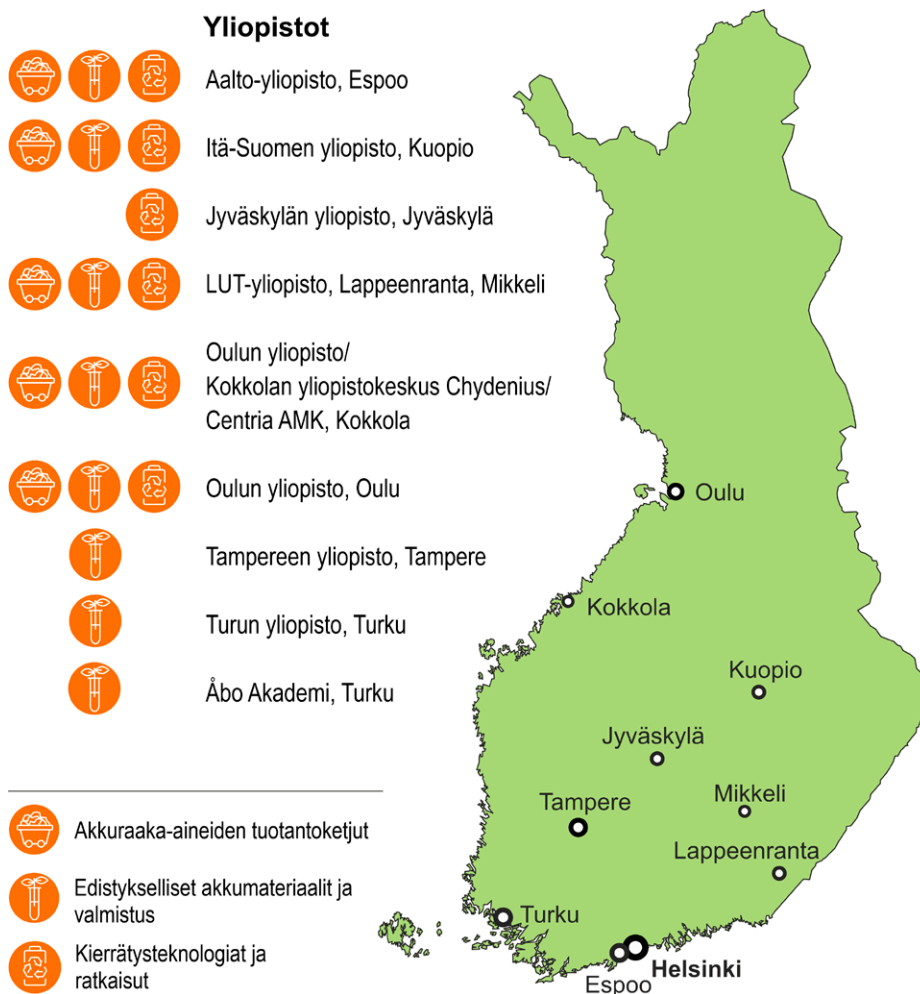 Yliopistot
Aalto-yliopisto, Espoo
Itä-Suomen yliopisto, Kuopio
Jyväskylän yliopisto, Jyväskylä
LUT-yliopisto, Lappeenranta, Mikkeli
Oulun yliopisto/
Kokkolan yliopistokeskus Chydenius/
Centria AMK, Kokkola
Oulun yliopisto, Oulu
Tampereen yliopisto, Tampere
Turun yliopisto, Turku
Åbo Akademi, Turku
Akkuraaka-aineiden tuotantoketjut
Edistykselliset akkumateriaalit ja
valmistus
Kierrätysteknologiat ja
ratkaisut
Oulu
Kokkola
Kuopio
Jyväskylä
Mikkeli
Tampere
Lappeenranta
Turku
Helsinki
Espoo